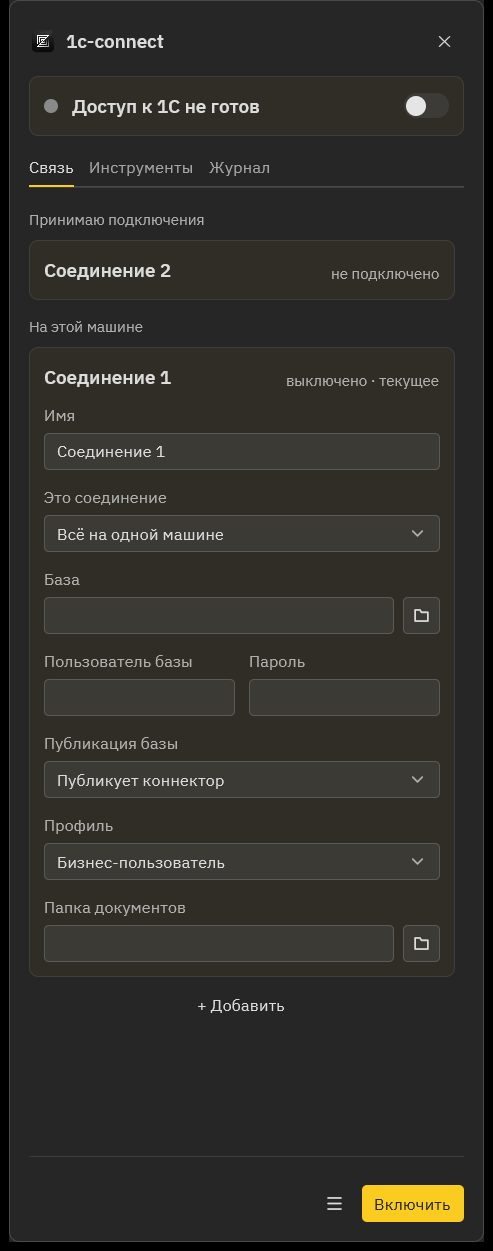 1c-connect
Доступ к 1С не готов
Связь Инструменты Журнал
Принимаю подключения
Соединение 2 не подключено
На этой машине
Соединение 1 выключено · текущее
Имя
Соединение 1
Это соединение
Всё на одной машине
База
Пользователь базы Пароль
Публикация базы
Публикует коннектор
Профиль
Бизнес-пользователь
Папка документов
+ Добавить
Включить